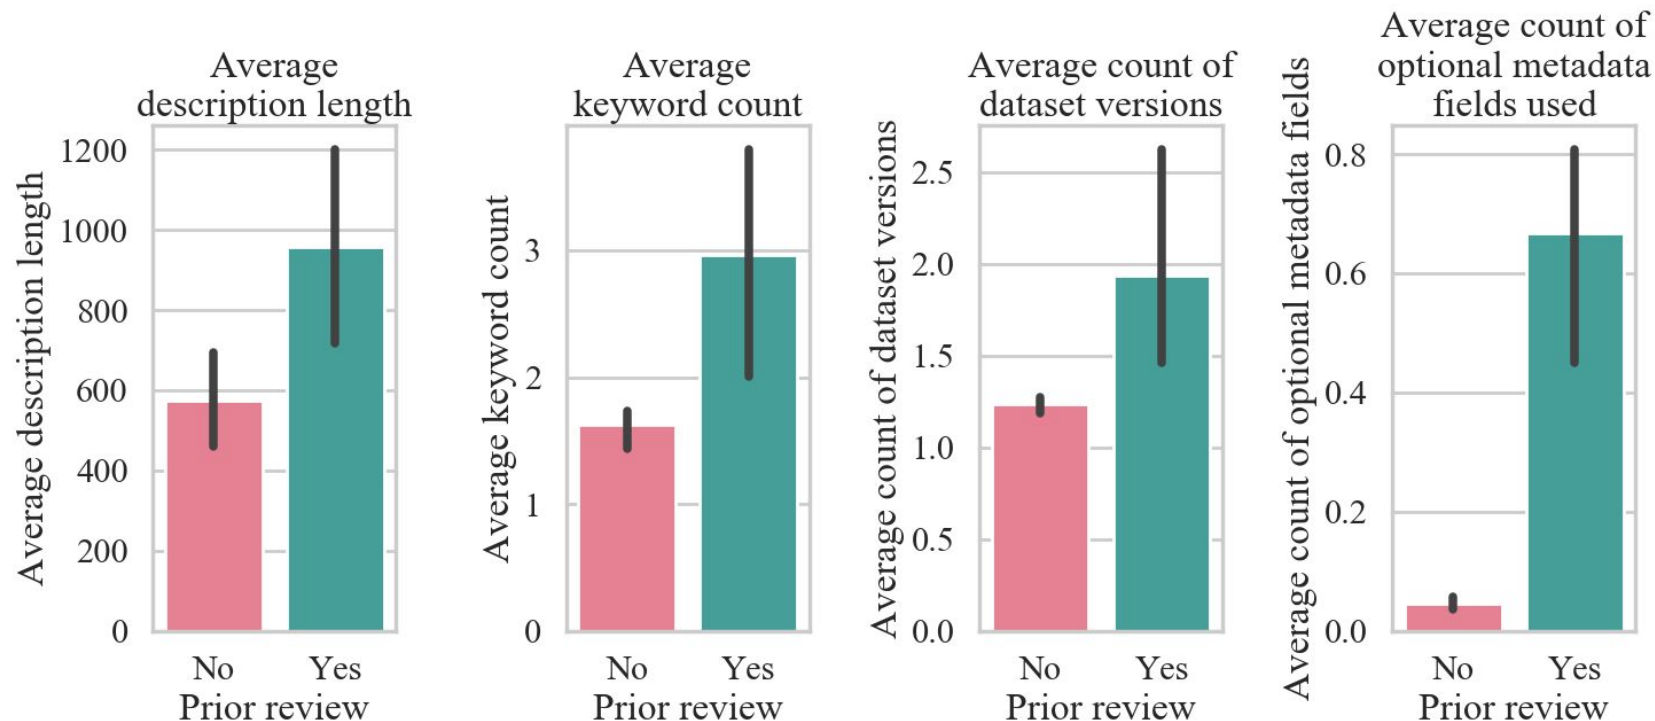 Average
description length
Average description length
1200
1000
800
600
400
200
0
No Yes
Prior review
Average
keyword count
Average keyword count
3
2
1
0
No Yes
Prior review
Average count of
dataset versions
Average count of dataset versions
2.5
2.0
1.5
1.0
0.5
0.0
No Yes
Prior review
Average count of
optional metadata
fields used
Average count of optional metadata fields
0.8
0.6
0.4
0.2
0.0
No Yes
Prior review